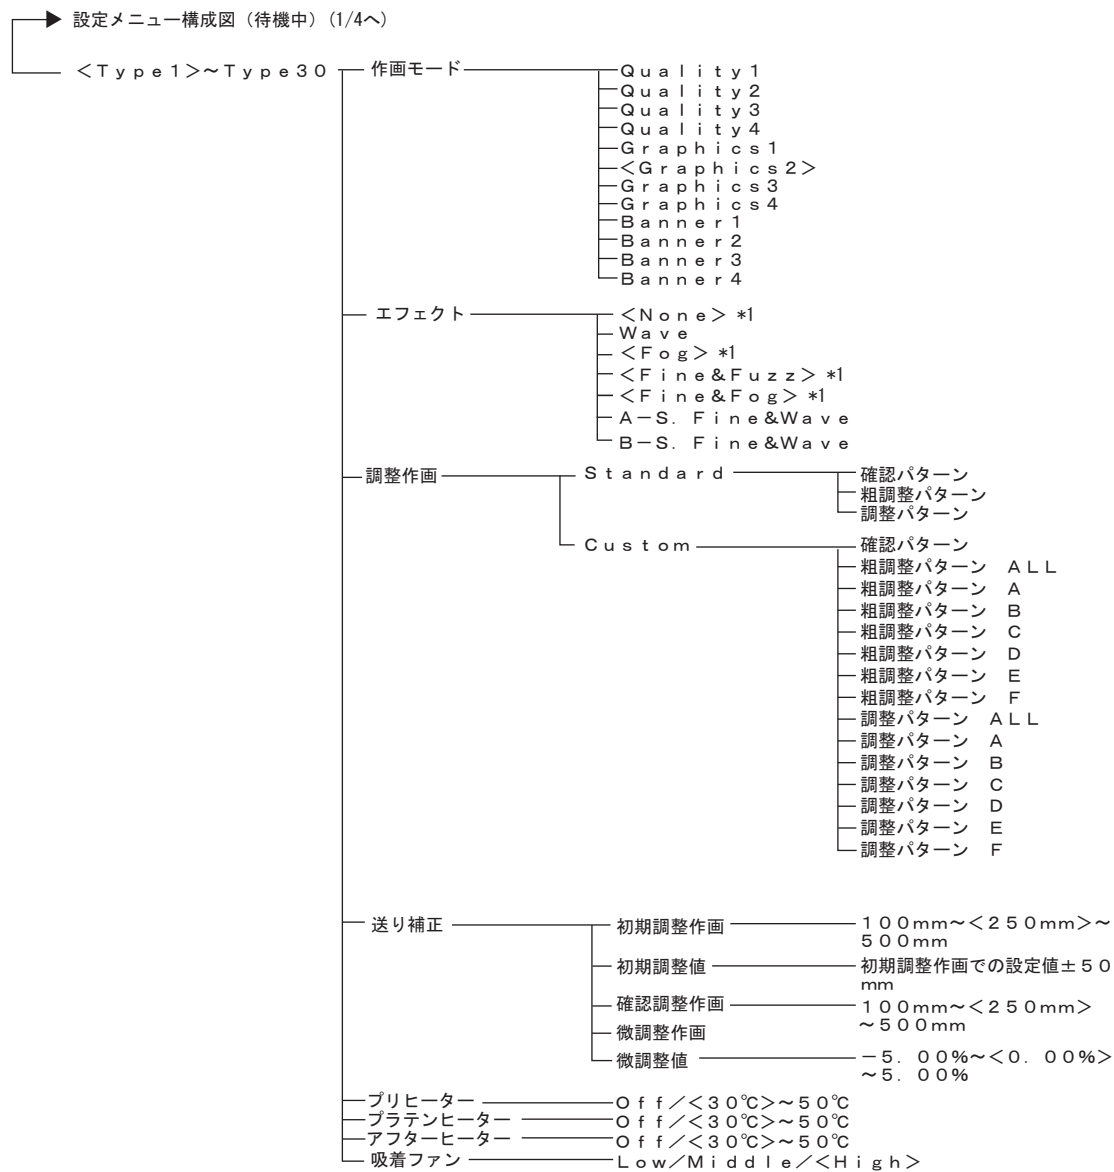 設定メニュー構成図（待機中）(1/4へ)
＜Ｔｙｐｅ１＞～Ｔｙｐｅ３０
作画モード
Ｑｕａｌｉｔｙ１
Ｑｕａｌｉｔｙ２
Ｑｕａｌｉｔｙ３
Ｑｕａｌｉｔｙ４
Ｇｒａｐｈｉｃｓ１
＜Ｇｒａｐｈｉｃｓ２＞
Ｇｒａｐｈｉｃｓ３
Ｇｒａｐｈｉｃｓ４
Ｂａｎｎｅｒ１
Ｂａｎｎｅｒ２
Ｂａｎｎｅｒ３
Ｂａｎｎｅｒ４
エフェクト
＜Ｎｏｎｅ＞ *1
Ｗａｖｅ
＜Ｆｏｇ＞ *1
＜Ｆｉｎｅ＆Ｆｕｚｚ＞ *1
＜Ｆｉｎｅ＆Ｆｏｇ＞ *1
Ａ－Ｓ．Ｆｉｎｅ＆Ｗａｖｅ
Ｂ－Ｓ．Ｆｉｎｅ＆Ｗａｖｅ
調整作画
Ｓｔａｎｄａｒｄ
確認パターン
粗調整パターン
調整パターン
Ｃｕｓｔｏｍ
確認パターン
粗調整パターン　ＡＬＬ
粗調整パターン　Ａ
粗調整パターン　Ｂ
粗調整パターン　Ｃ
粗調整パターン　Ｄ
粗調整パターン　Ｅ
粗調整パターン　Ｆ
調整パターン　ＡＬＬ
調整パターン　Ａ
調整パターン　Ｂ
調整パターン　Ｃ
調整パターン　Ｄ
調整パターン　Ｅ
調整パターン　Ｆ
送り補正
初期調整作画
１００ｍｍ～＜２５０ｍｍ＞～
５００ｍｍ
初期調整値
初期調整作画での設定値±５０
ｍｍ
確認調整作画
１００ｍｍ～＜２５０ｍｍ＞
～５００ｍｍ
微調整作画
微調整値
－５．００％～＜０．００％＞
～５．００％
プリヒーター
Ｏｆｆ／＜３０℃＞～５０℃
プラテンヒーター
Ｏｆｆ／＜３０℃＞～５０℃
アフターヒーター
Ｏｆｆ／＜３０℃＞～５０℃
吸着ファン
Ｌｏｗ／Ｍｉｄｄｌｅ／＜Ｈｉｇｈ＞